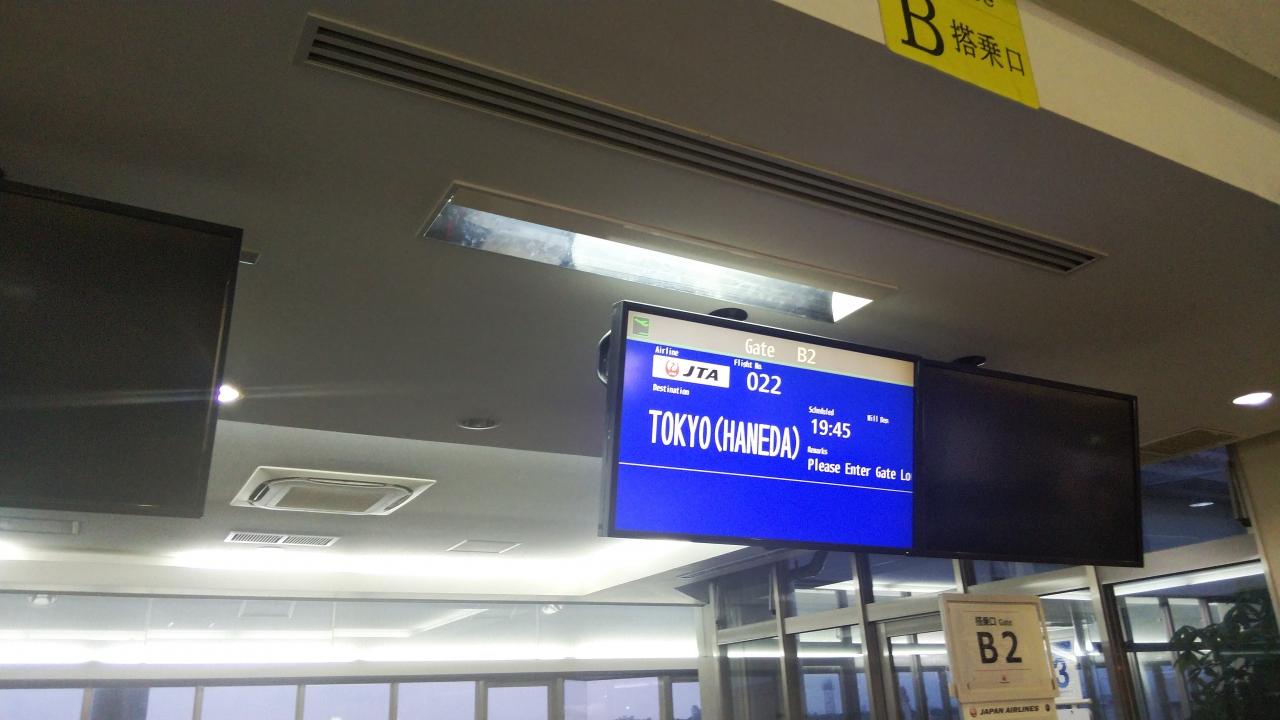 B 搭乗口
Gate B2
Airline
Flight No.
JTA
022
Destination
Scheduled
TOKYO(HANEDA)
19:45
Remarks
Please Enter Gate Lo
搭乗口 Gate
B2
3
JAPAN AIRLINES